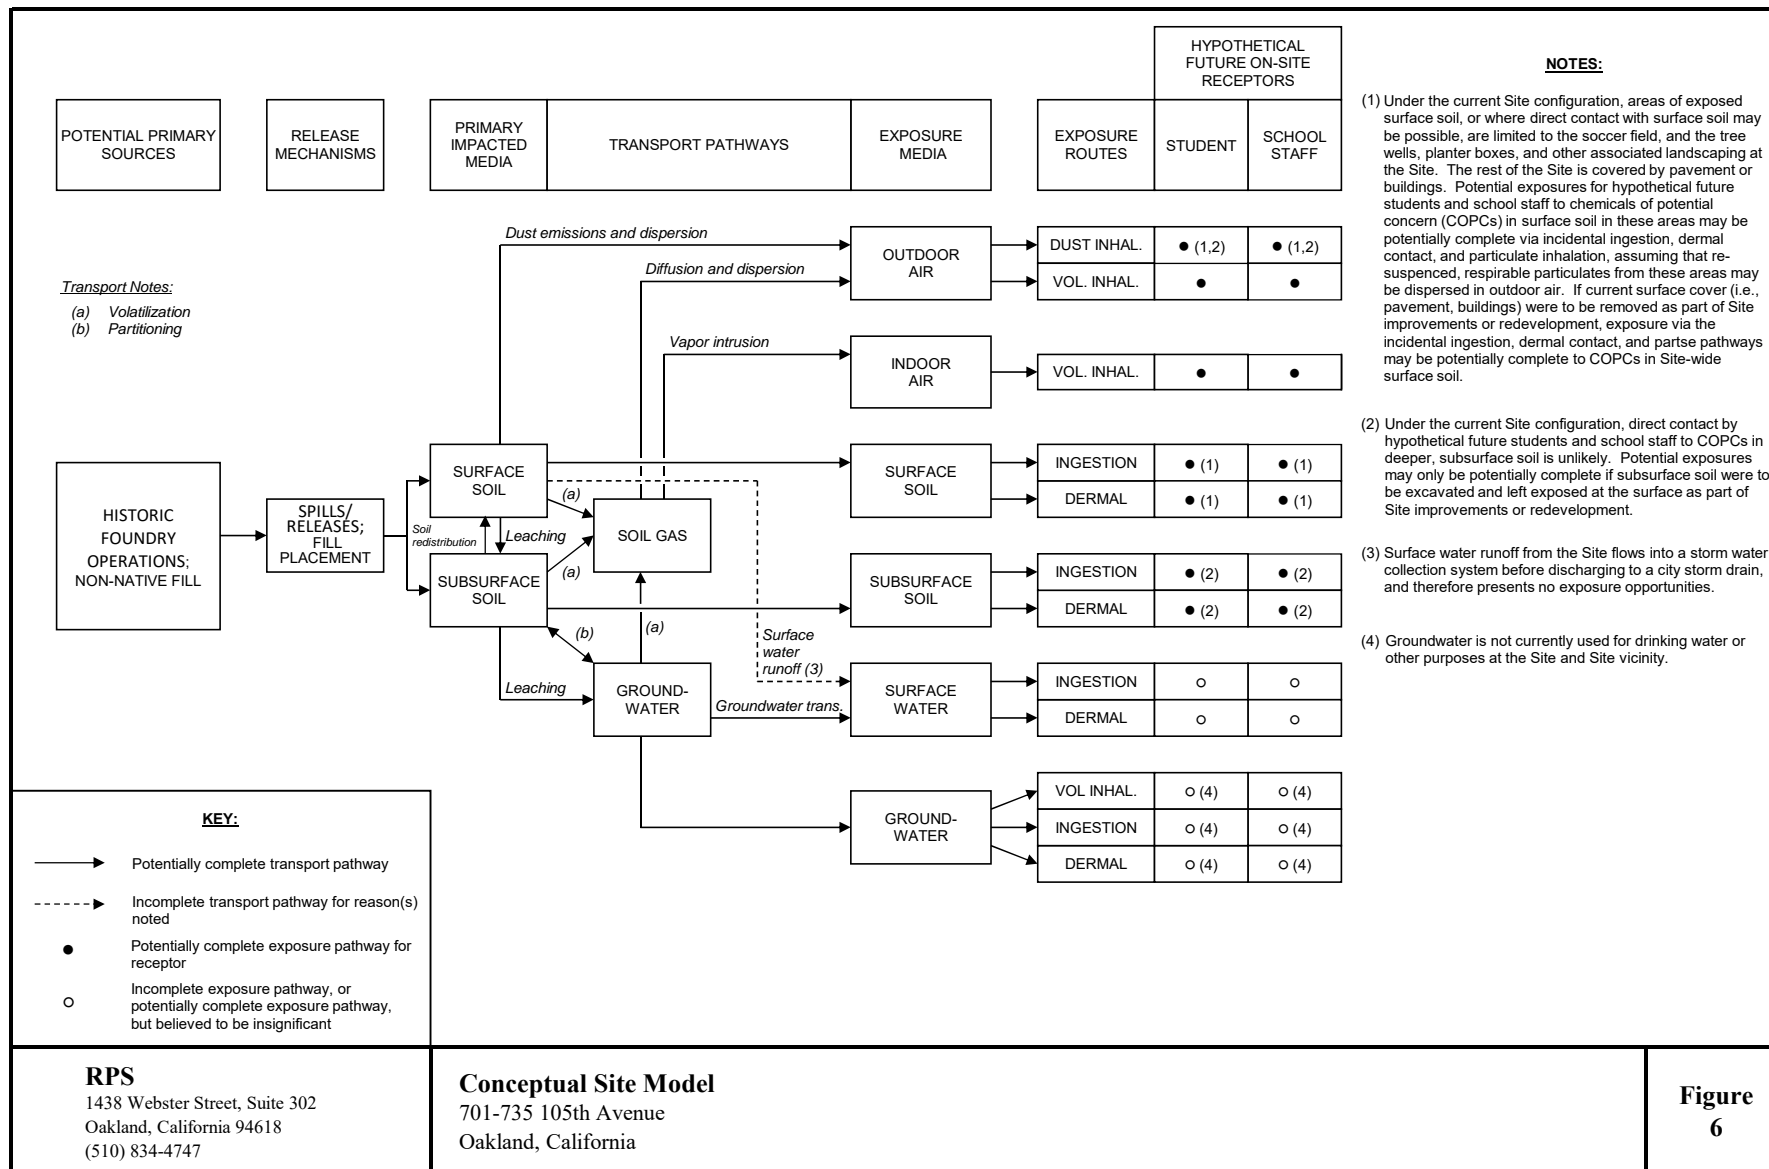 HYPOTHETICAL
FUTURE ON-SITE
RECEPTORS
POTENTIAL PRIMARY
SOURCES
RELEASE
MECHANISMS
PRIMARY
IMPACTED
MEDIA
TRANSPORT PATHWAYS
EXPOSURE
MEDIA
EXPOSURE
ROUTES
STUDENT
SCHOOL
STAFF
Transport Notes:
(a) Volatilization
(b) Partitioning
Dust emissions and dispersion
Diffusion and dispersion
Vapor intrusion
OUTDOOR
AIR
DUST INHAL.
● (1,2)
● (1,2)
VOL. INHAL.
●
●
INDOOR
AIR
VOL. INHAL.
●
●
HISTORIC
FOUNDRY
OPERATIONS;
NON-NATIVE FILL
SPILLS/
RELEASES;
FILL
PLACEMENT
SURFACE
SOIL
Soil
redistribution
Leaching
(a)
SUBSURFACE
SOIL
(a)
SOIL GAS
(b)
(a)
Leaching
GROUND-
WATER
Surface
water
runoff (3)
Groundwater trans.
SURFACE
SOIL
INGESTION
● (1)
● (1)
DERMAL
● (1)
● (1)
SUBSURFACE
SOIL
INGESTION
● (2)
● (2)
DERMAL
● (2)
● (2)
SURFACE
WATER
INGESTION
○
○
DERMAL
○
○
GROUND-
WATER
VOL INHAL.
○ (4)
○ (4)
INGESTION
○ (4)
○ (4)
DERMAL
○ (4)
○ (4)
NOTES:
(1) Under the current Site configuration, areas of exposed
surface soil, or where direct contact with surface soil may
be possible, are limited to the soccer field, and the tree
wells, planter boxes, and other associated landscaping at
the Site. The rest of the Site is covered by pavement or
buildings. Potential exposures for hypothetical future
students and school staff to chemicals of potential
concern (COPCs) in surface soil in these areas may be
potentially complete via incidental ingestion, dermal
contact, and particulate inhalation, assuming that re-
suspenced, respirable particulates from these areas may
be dispersed in outdoor air. If current surface cover (i.e.,
pavement, buildings) were to be removed as part of Site
improvements or redevelopment, exposure via the
incidental ingestion, dermal contact, and partse pathways
may be potentially complete to COPCs in Site-wide
surface soil.
(2) Under the current Site configuration, direct contact by
hypothetical future students and school staff to COPCs in
deeper, subsurface soil is unlikely. Potential exposures
may only be potentially complete if subsurface soil were to
be excavated and left exposed at the surface as part of
Site improvements or redevelopment.
(3) Surface water runoff from the Site flows into a storm water
collection system before discharging to a city storm drain,
and therefore presents no exposure opportunities.
(4) Groundwater is not currently used for drinking water or
other purposes at the Site and Site vicinity.
KEY:
Potentially complete transport pathway
Incomplete transport pathway for reason(s)
noted
● Potentially complete exposure pathway for
receptor
○ Incomplete exposure pathway, or
potentially complete exposure pathway,
but believed to be insignificant
RPS
1438 Webster Street, Suite 302
Oakland, California 94618
(510) 834-4747
Conceptual Site Model
701-735 105th Avenue
Oakland, California
Figure
6